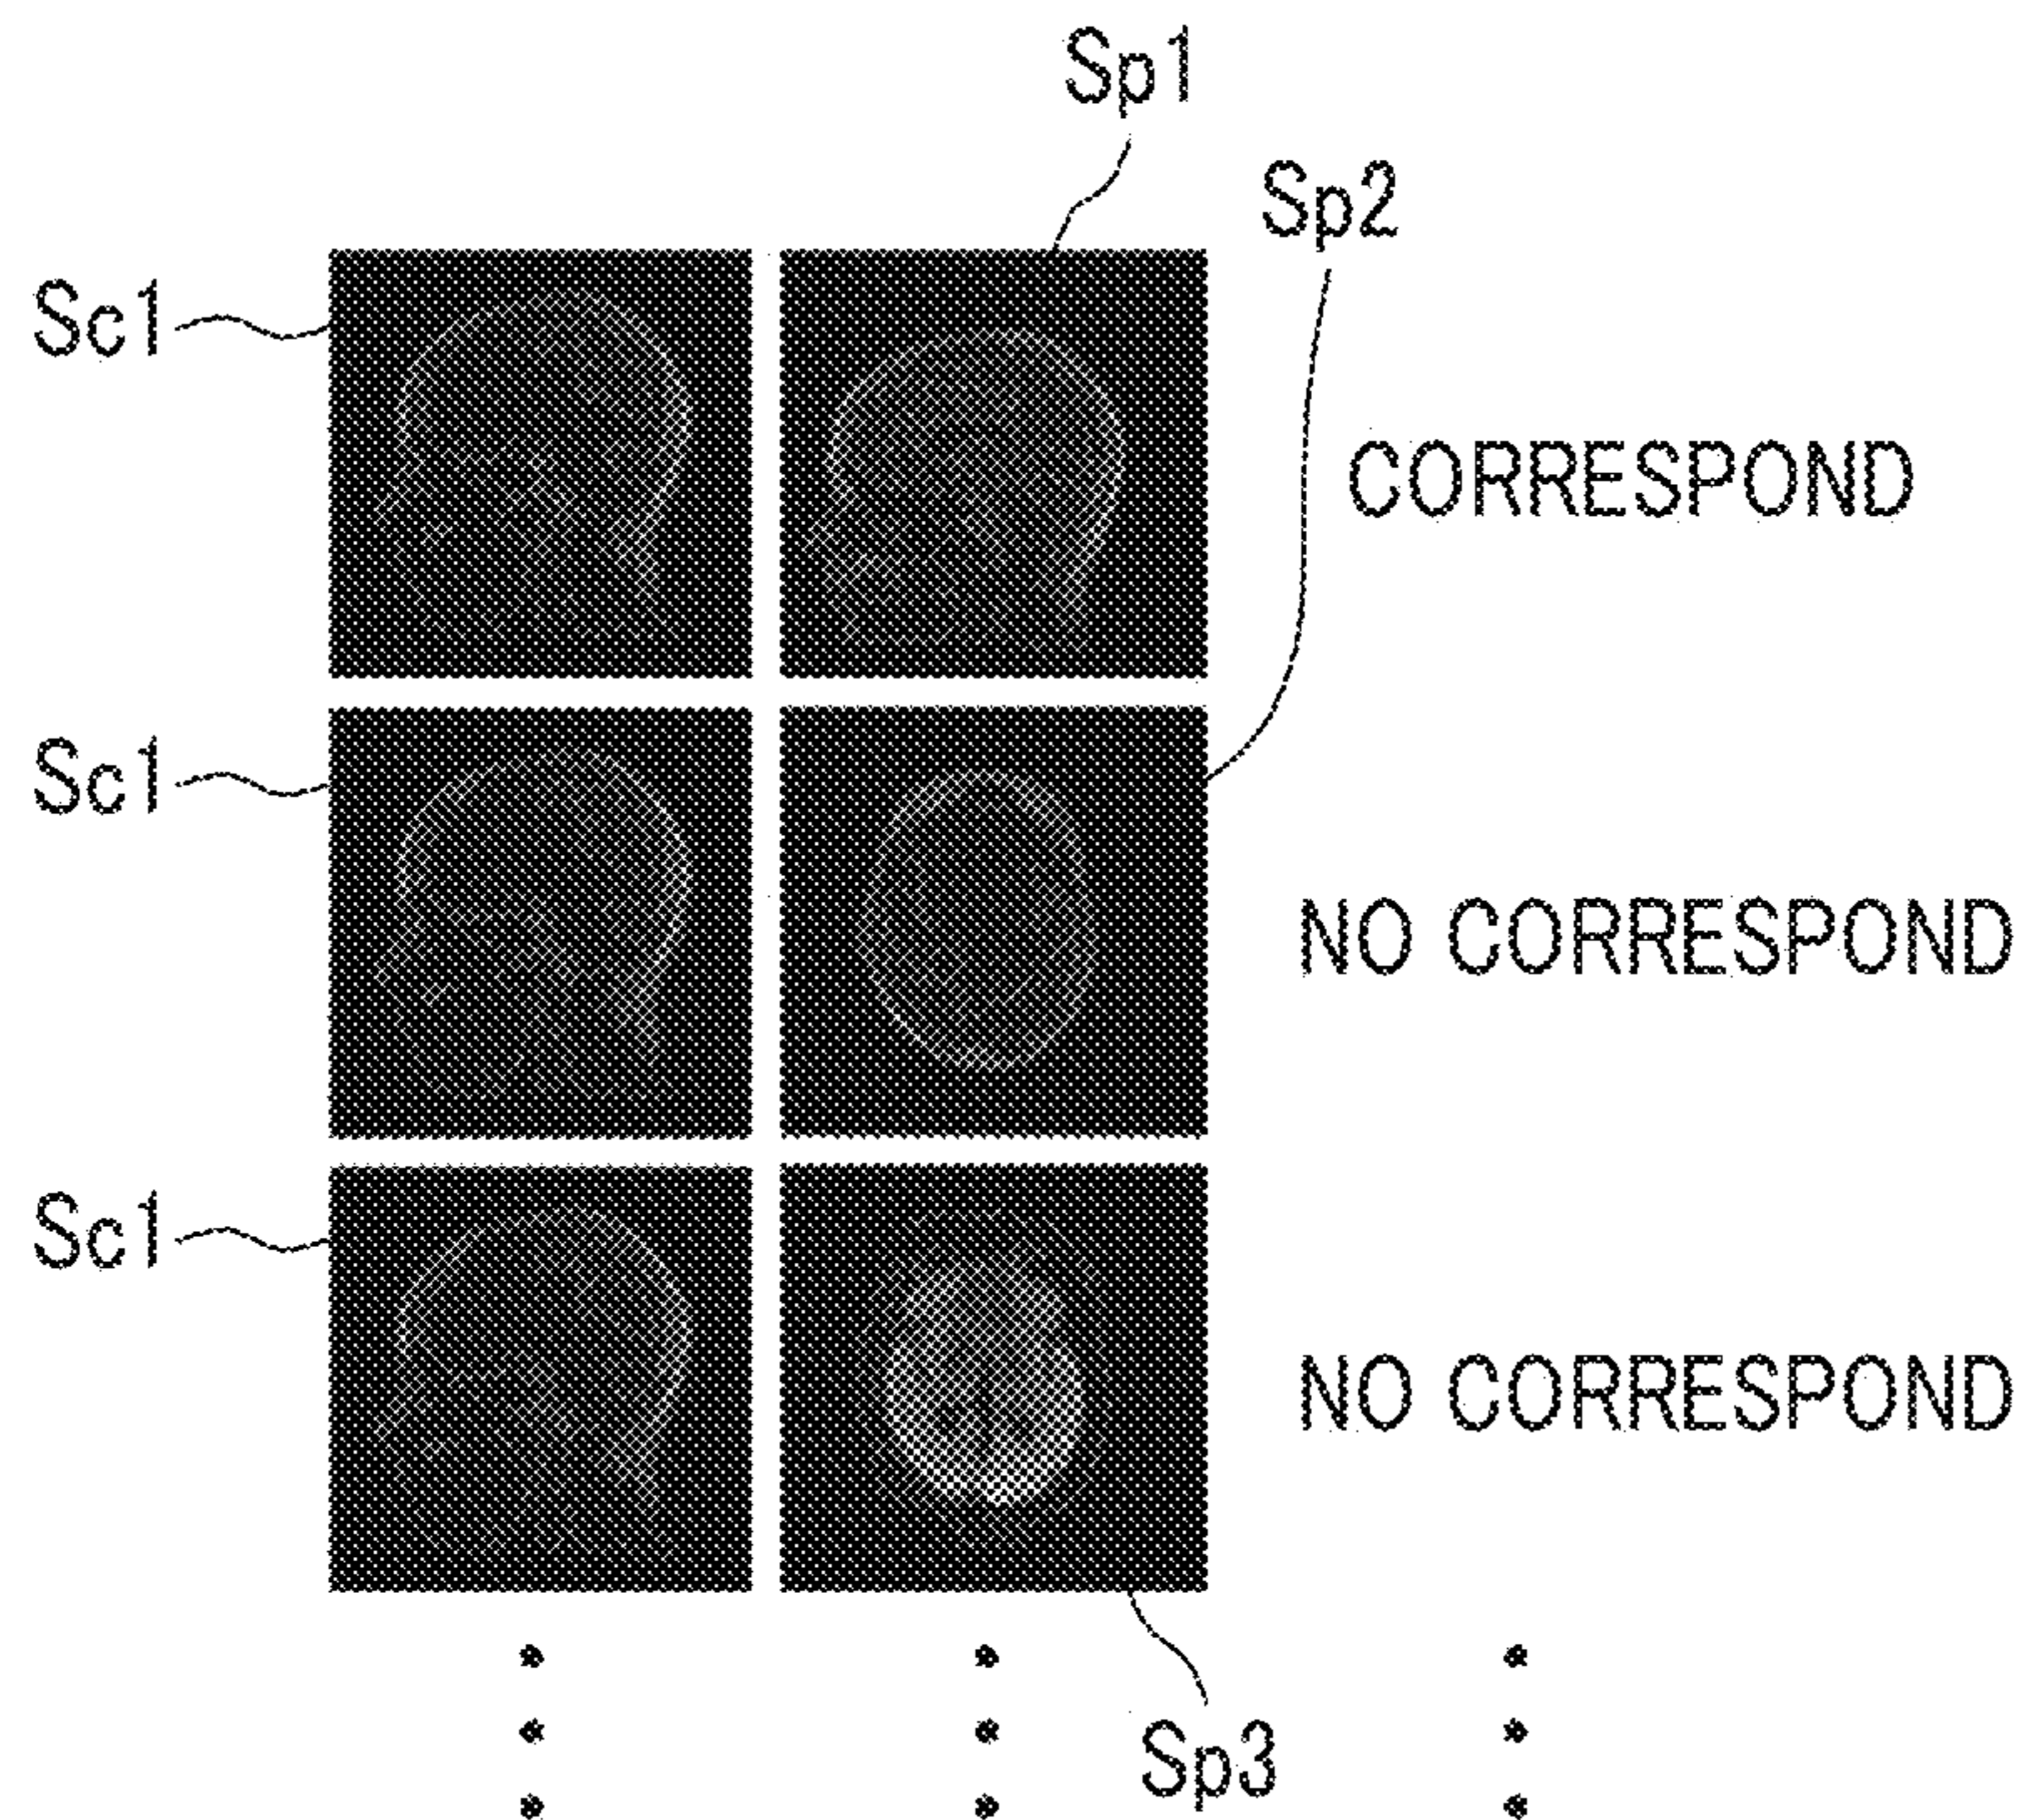 Sp1
Sp2
Sc1
CORRESPOND
Sc1
NO CORRESPOND
Sc1
NO CORRESPOND
Sp3